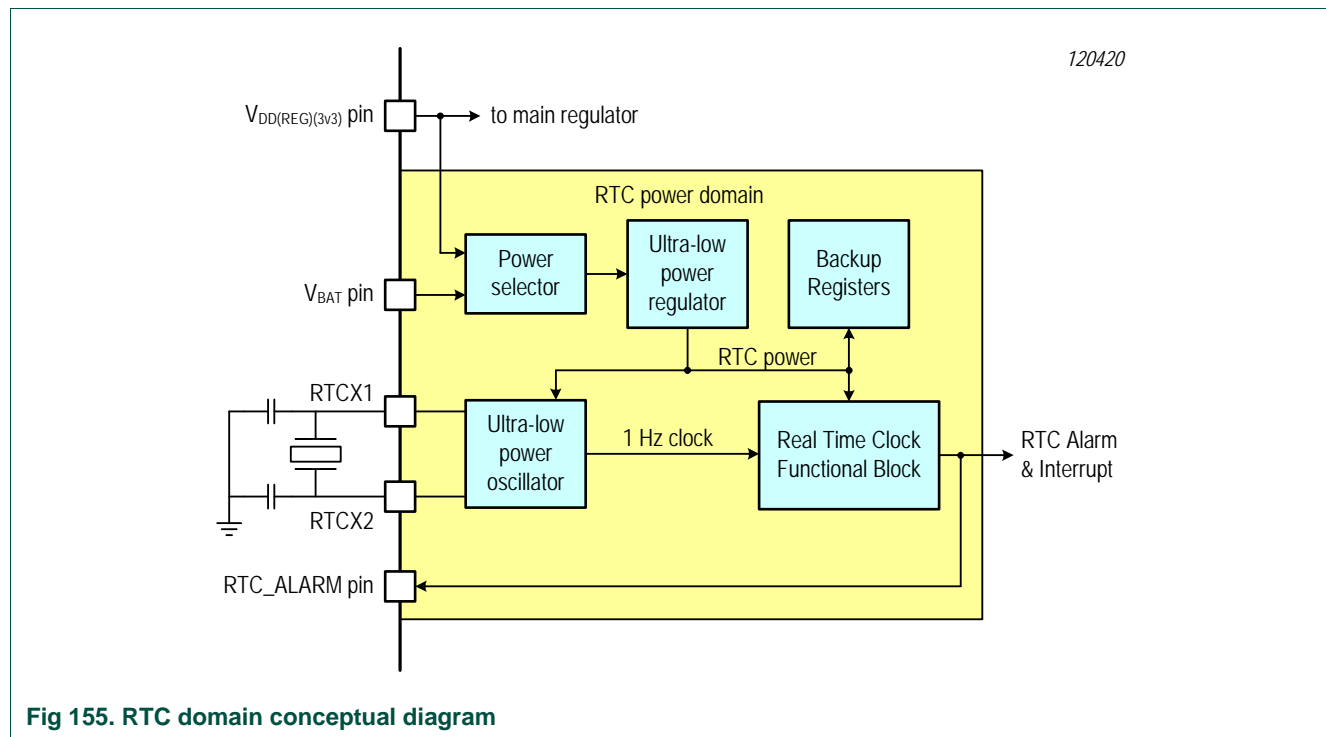 120420
V_DD(REG)(3v3) pin
to main regulator
RTC power domain
Power
selector
Ultra-low
power
regulator
Backup
Registers
V_BAT pin
RTC power
RTCX1
Ultra-low
power
oscillator
1 Hz clock
Real Time Clock
Functional Block
RTC Alarm
& Interrupt
RTCX2
RTC_ALARM pin
Fig 155. RTC domain conceptual diagram